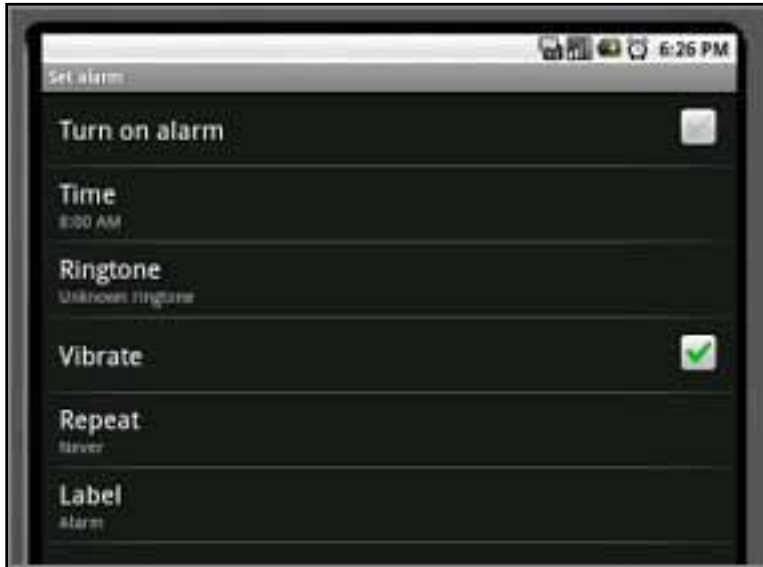 6:26 PM
Set alarm
Turn on alarm
Time
8:00 AM
Ringtone
Unknown ringtone
Vibrate
Repeat
Never
Label
Alarm